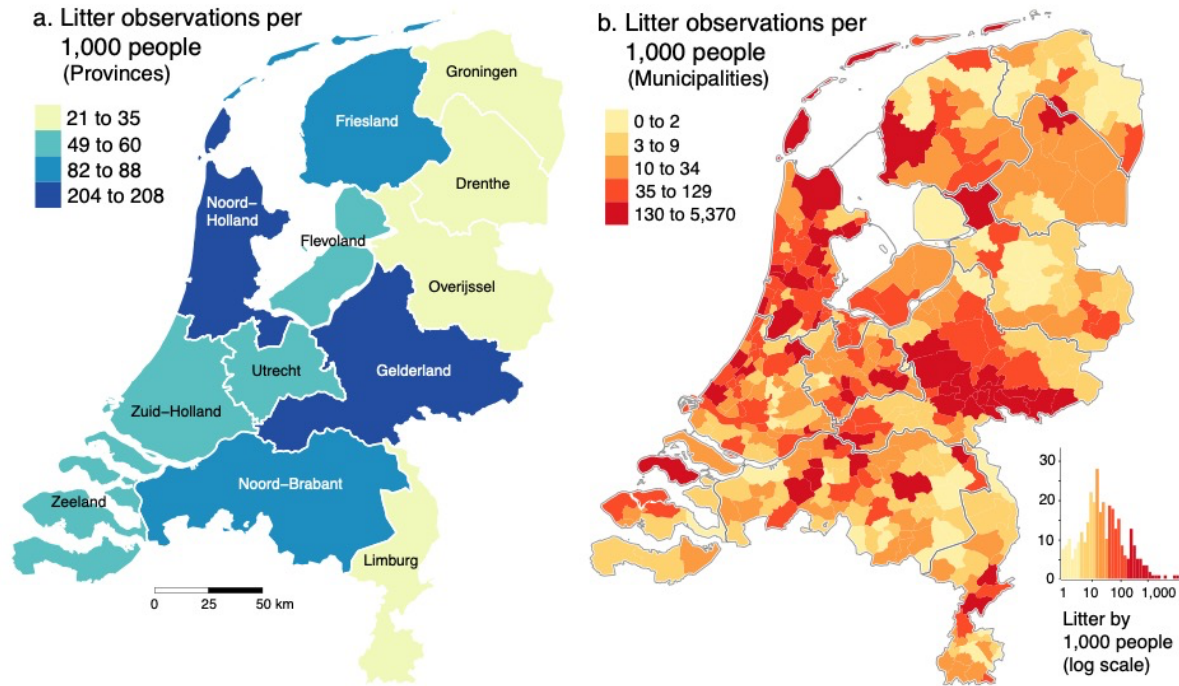 a. Litter observations per
1,000 people
(Provinces)
21 to 35
49 to 60
82 to 88
204 to 208
Groningen
Friesland
Drenthe
Noord–
Holland
Flevoland
Overijssel
Utrecht
Gelderland
Zuid–Holland
Noord–Brabant
Zeeland
Limburg
0 25 50 km
b. Litter observations per
1,000 people
(Municipalities)
0 to 2
3 to 9
10 to 34
35 to 129
130 to 5,370
30
20
10
0
1 10 100 1,000
Litter by
1,000 people
(log scale)